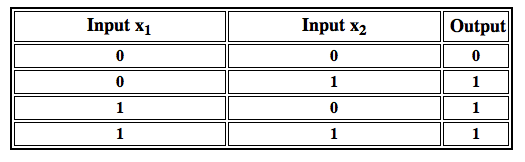 Input x₁ Input x₂ Output
0 0 0
0 1 1
1 0 1
1 1 1